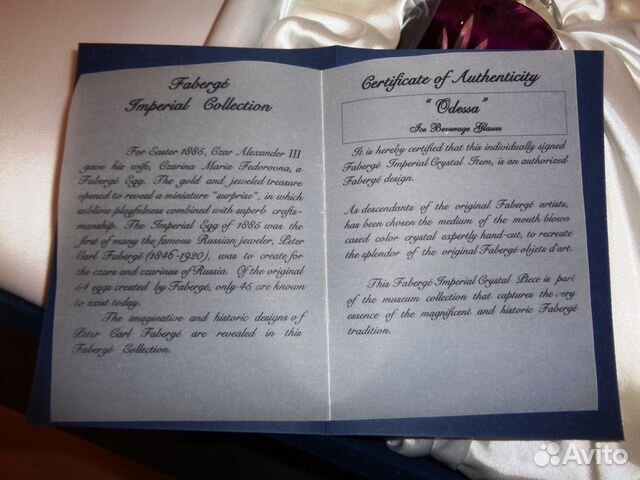 Fabergé
Imperial Collection
For Easter 1885, Czar Alexander III
gave his wife, Czarina Maria Fedorovna, a
Fabergé Egg. The gold and jeweled treasure
opened to reveal a miniature "surprise", in which
sublime playfulness combined with superb crafts-
manship. The Imperial Egg of 1885 was the
first of many the famous Russian jeweler, Peter
Carl Fabergé (1846-1920), was to create for
the czars and czarinas of Russia. Of the original
54 eggs created by Fabergé, only 45 are known
to exist today.
The imaginative and historic designs of
Peter Carl Fabergé are revealed in this
Fabergé Collection.
Certificate of Authenticity
"Odessa"
Ice Beverage Glasses
It is hereby certified that this individually signed
Fabergé Imperial Crystal Item, is an authorized
Fabergé design.
As descendants of the original Fabergé artists,
has been chosen the medium of the mouth blown
cased color crystal expertly hand-cut, to recreate
the splendor of the original Fabergé objets d'art.
This Fabergé Imperial Crystal Piece is part
of the museum collection that captures the very
essence of the magnificent and historic Fabergé
tradition.
Avito